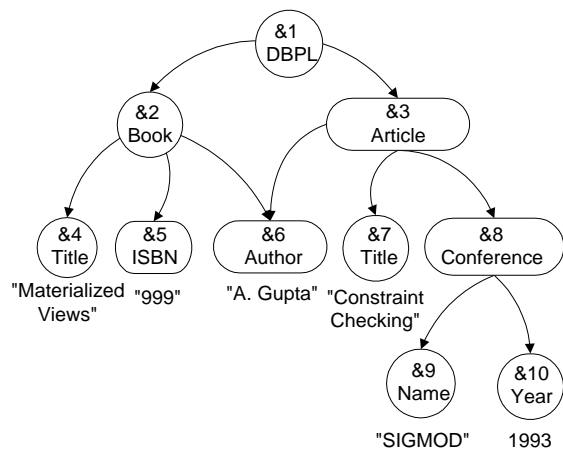 &1
DBPL
&2
Book
&3
Article
&4
Title
&5
ISBN
&6
Author
&7
Title
&8
Conference
"Materialized
Views"
"999"
"A. Gupta"
"Constraint
Checking"
&9
Name
&10
Year
"SIGMOD"
1993